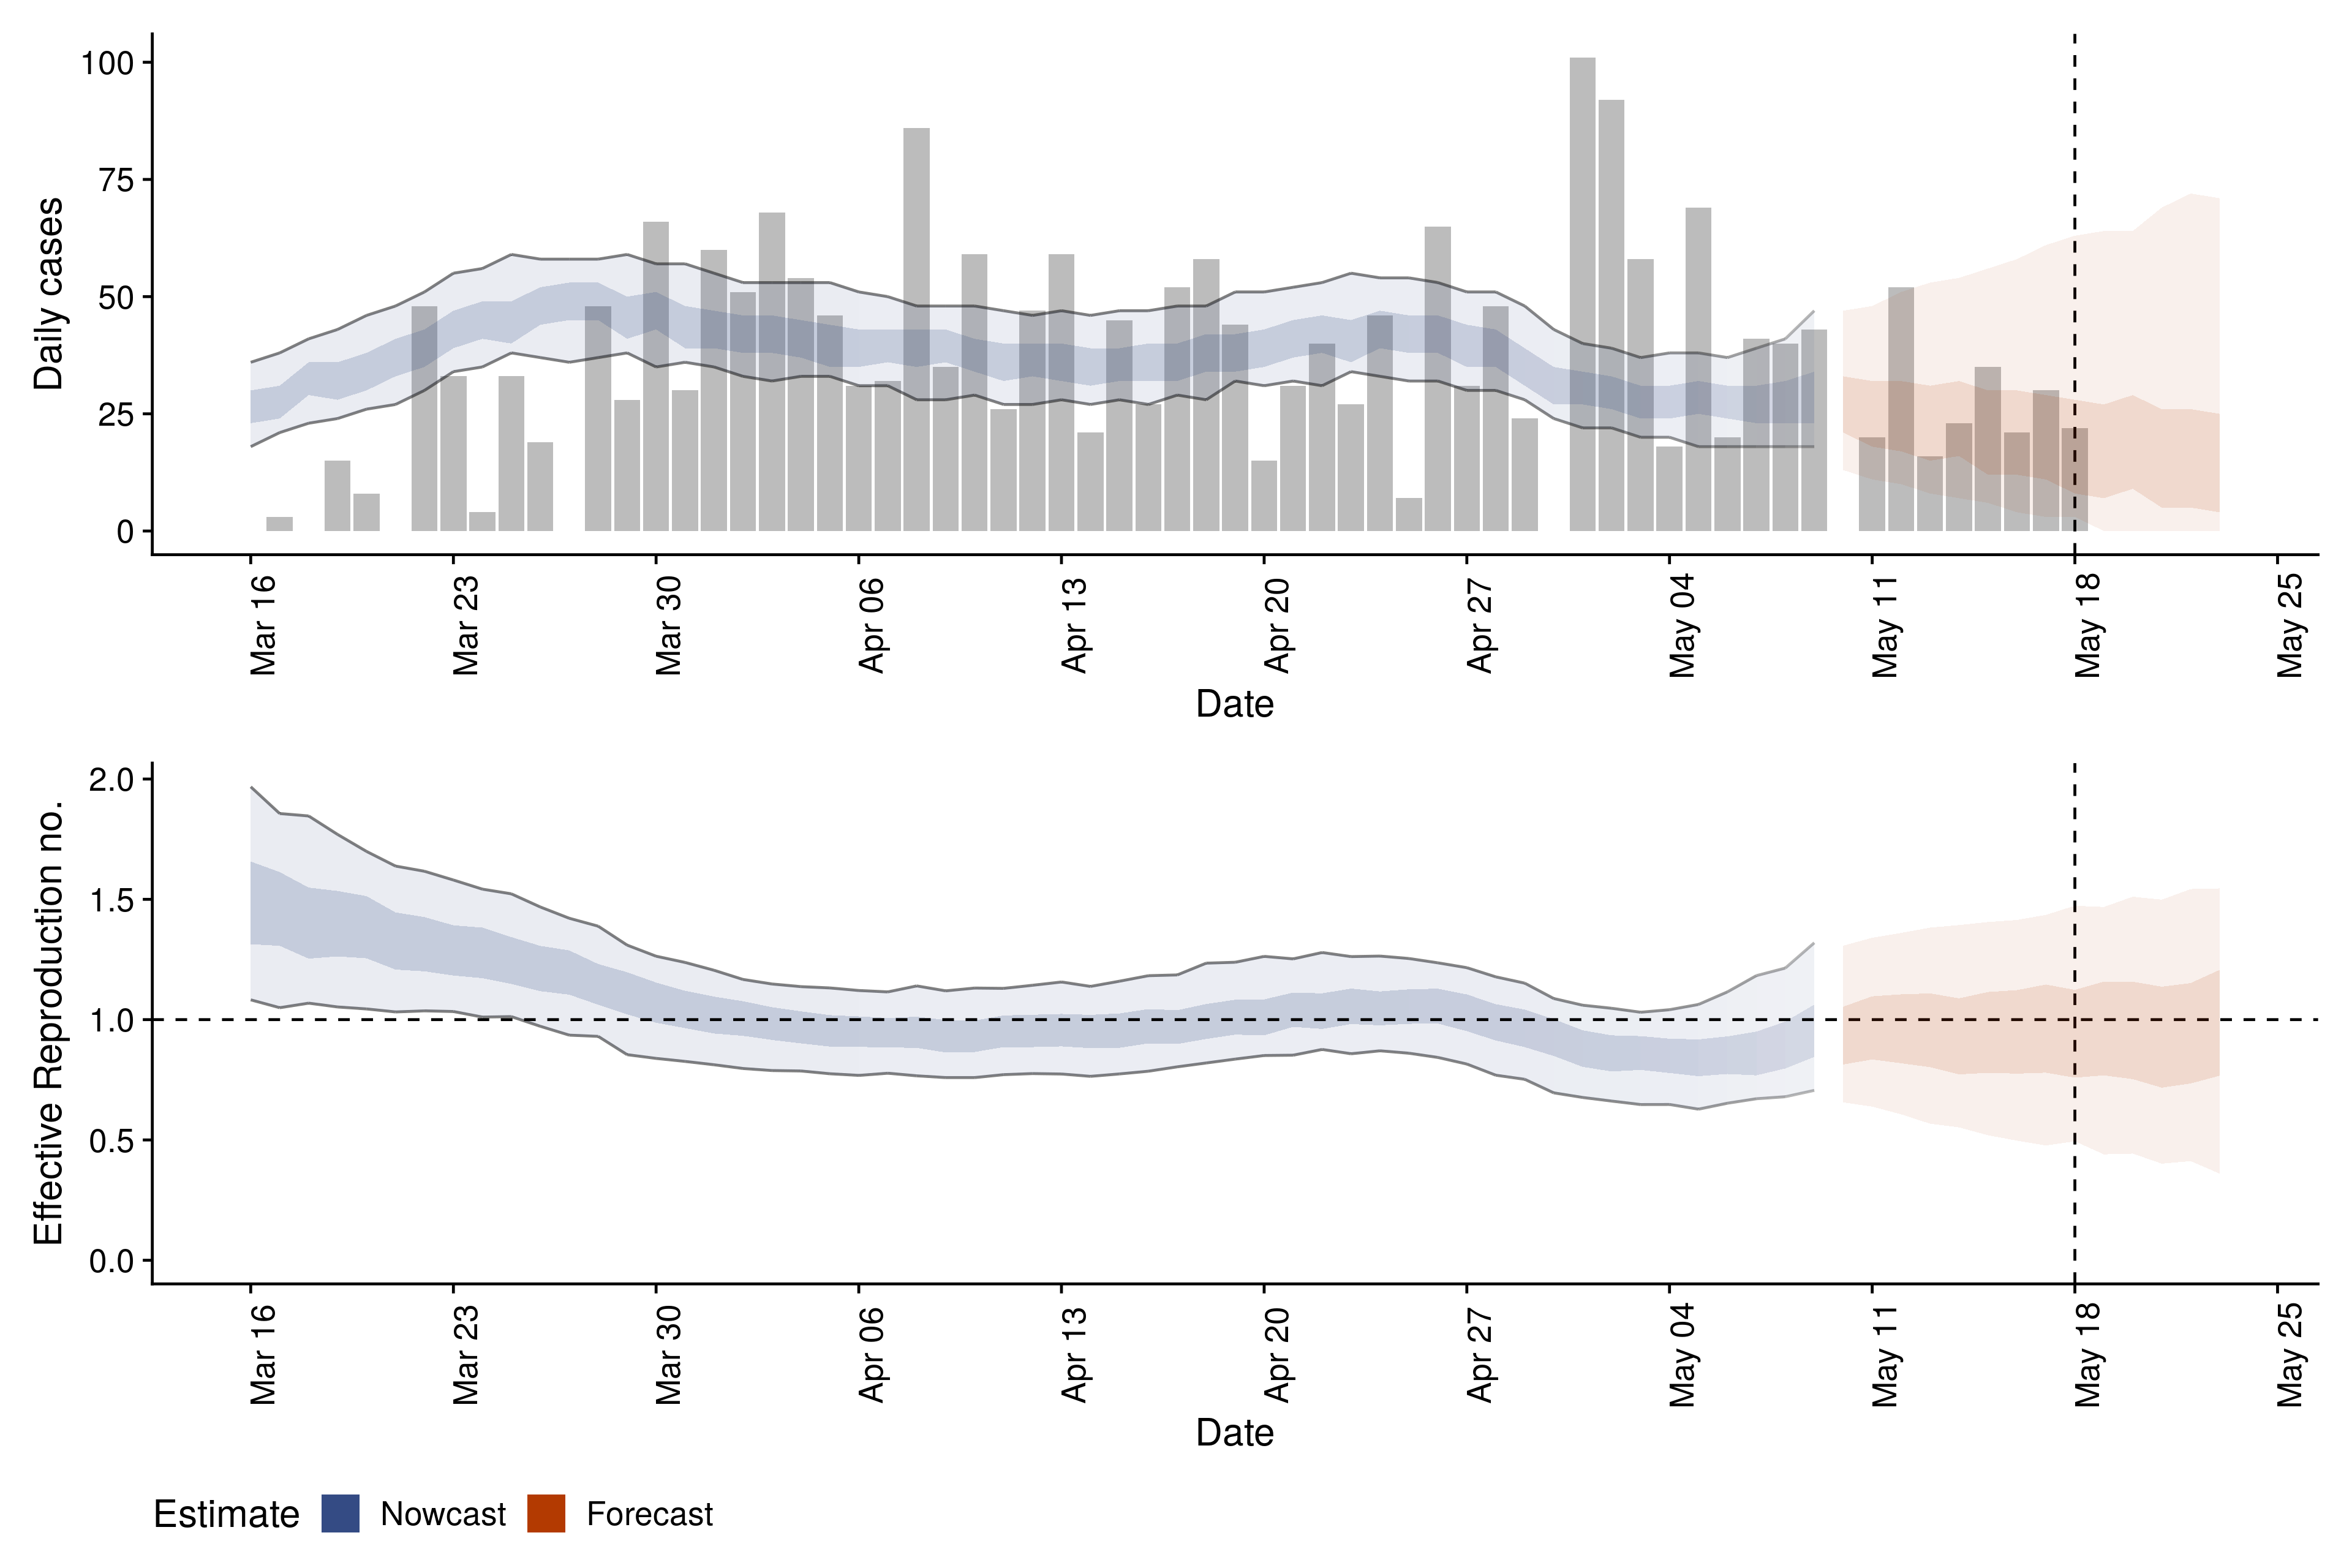 Daily cases
100
75
50
25
0
Mar 16
Mar 23
Mar 30
Apr 06
Apr 13
Apr 20
Apr 27
May 04
May 11
May 18
May 25
Date
Effective Reproduction no.
2.0
1.5
1.0
0.5
0.0
Mar 16
Mar 23
Mar 30
Apr 06
Apr 13
Apr 20
Apr 27
May 04
May 11
May 18
May 25
Date
Estimate Nowcast Forecast